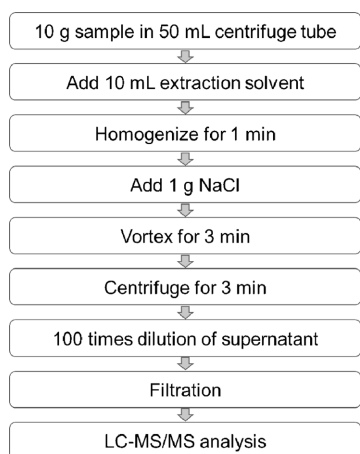 10 g sample in 50 mL centrifuge tube
Add 10 mL extraction solvent
Homogenize for 1 min
Add 1 g NaCl
Vortex for 3 min
Centrifuge for 3 min
100 times dilution of supernatant
Filtration
LC-MS/MS analysis